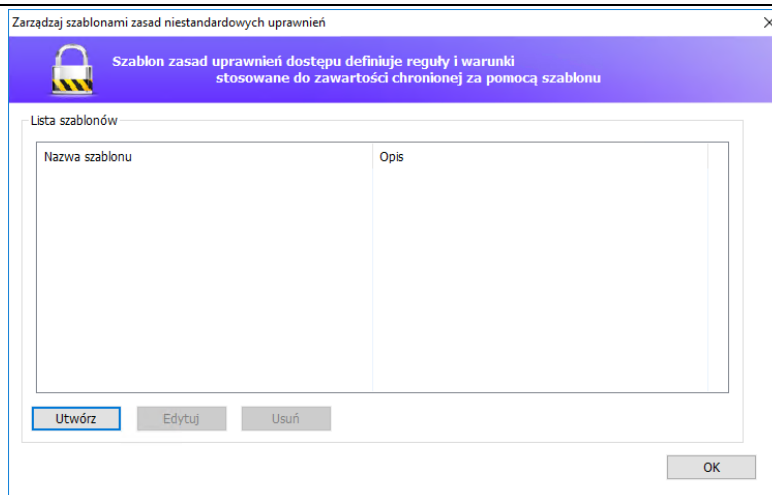 Zarządzaj szablonami zasad niestandardowych uprawnień
Szablon zasad uprawnień dostępu definiuje reguły i warunki
stosowane do zawartości chronionej za pomocą szablonu
Lista szablonów
Nazwa szablonu Opis
Utwórz Edytuj Usuń
OK